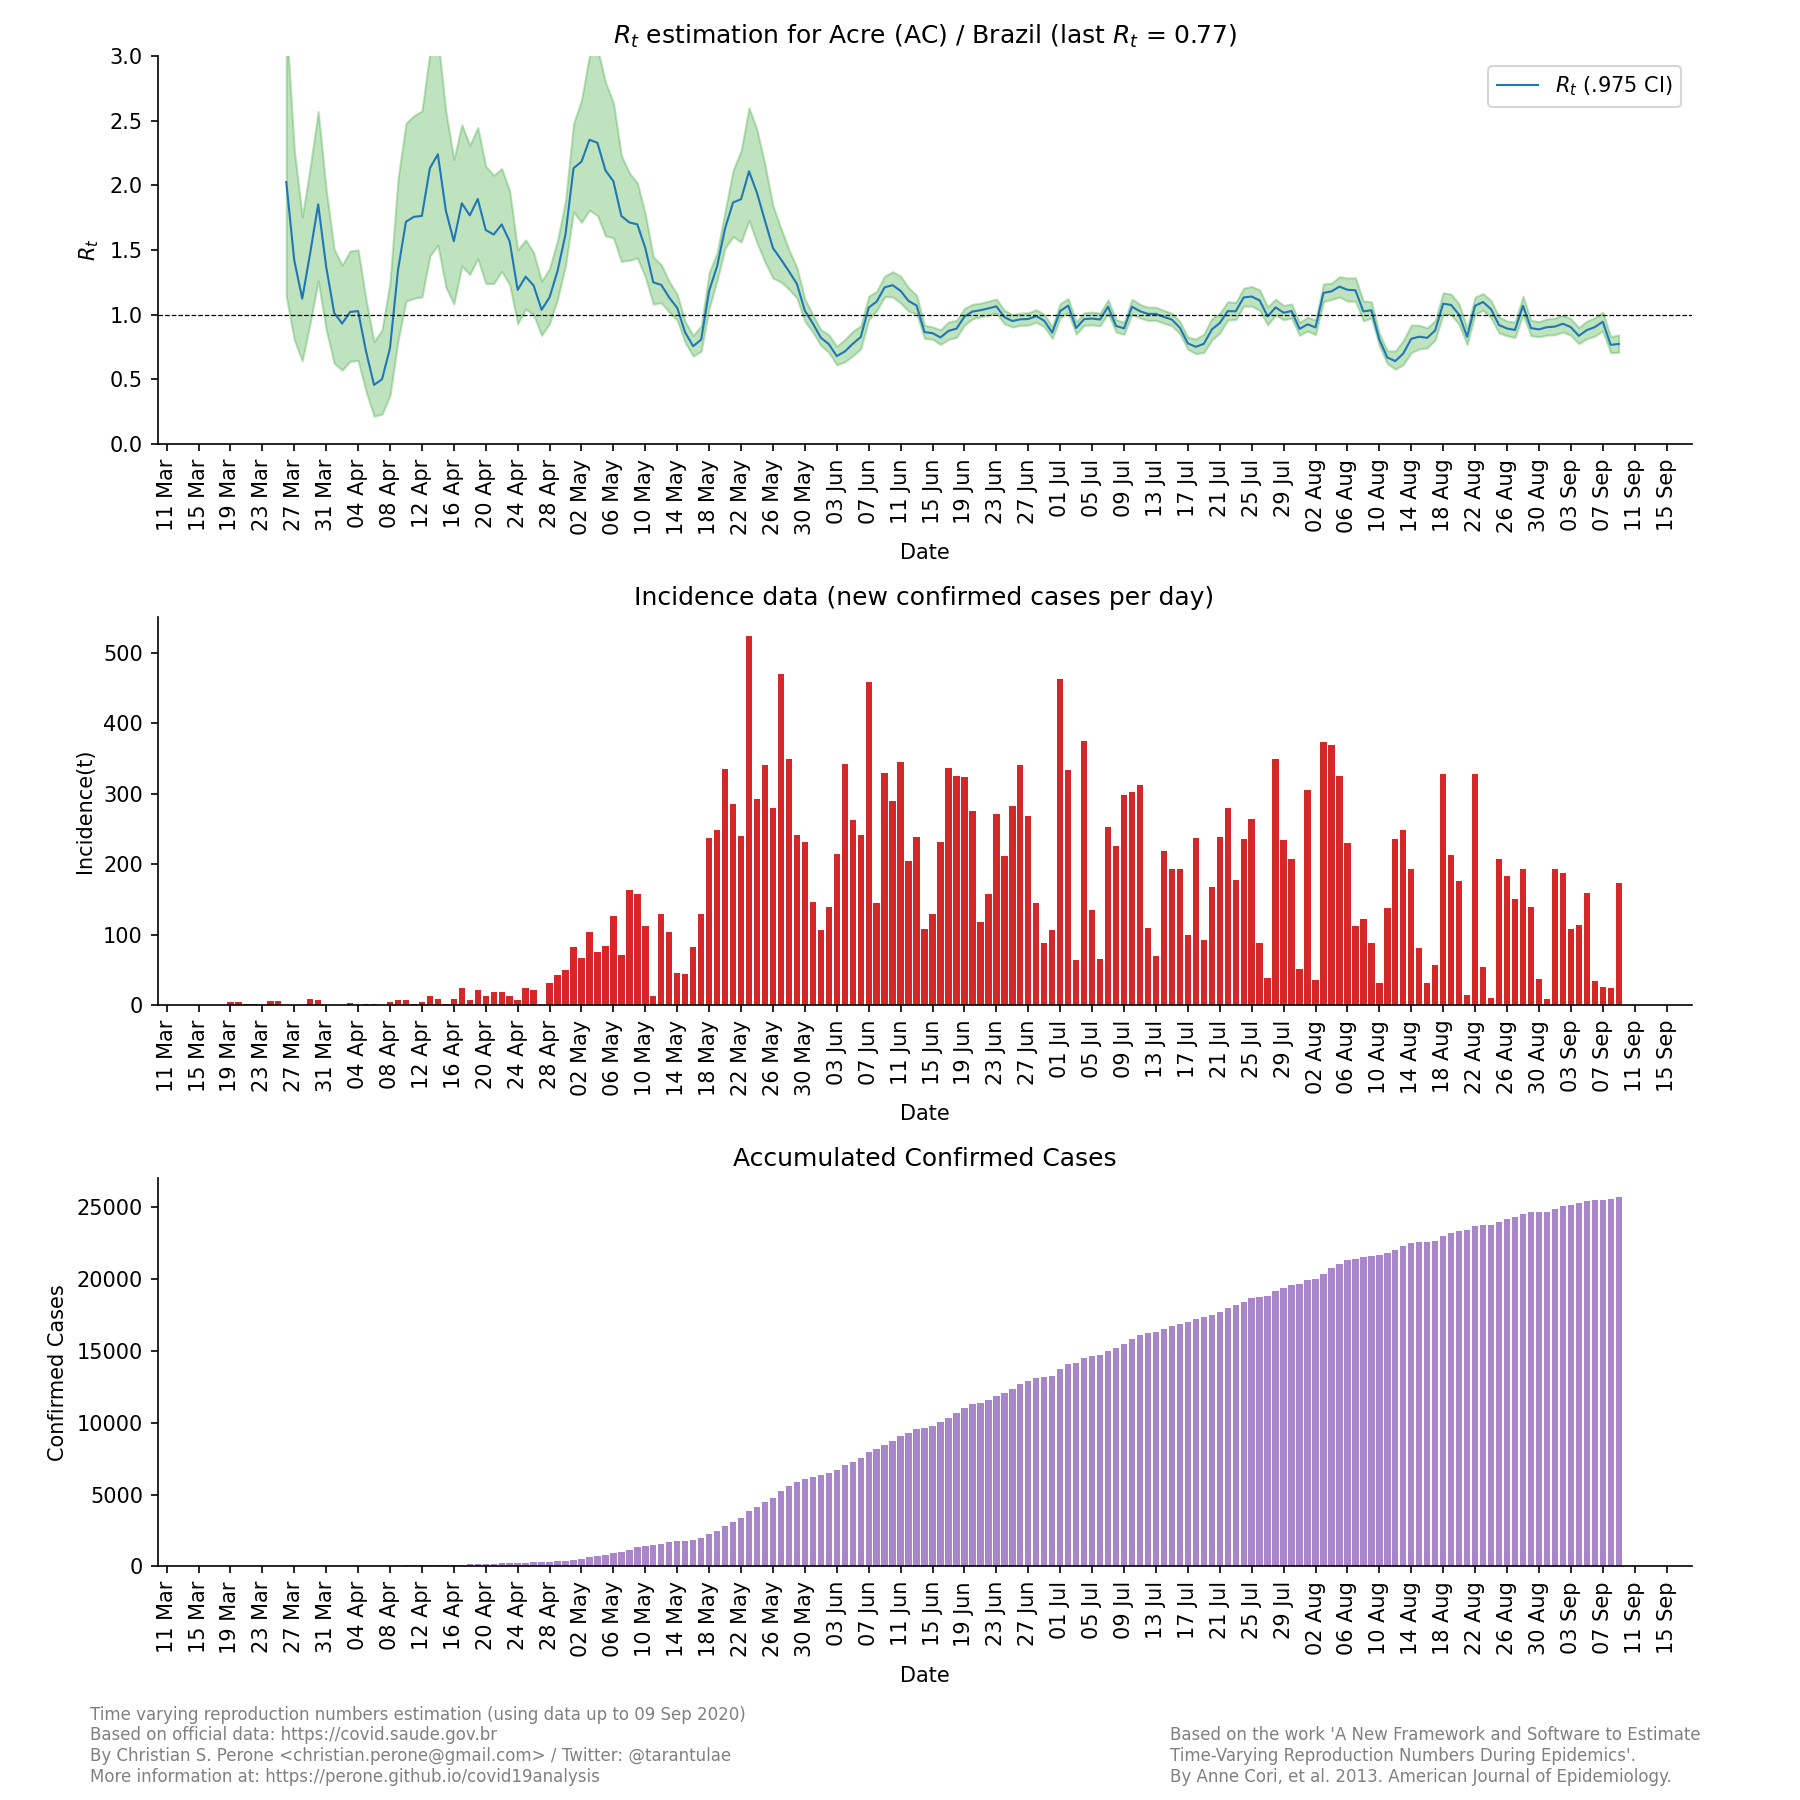 Rt estimation for Acre (AC) / Brazil (last Rt = 0.77)
Rt (.975 CI)
3.0
2.5
2.0
1.5
1.0
0.5
0.0
Rt
11 Mar 15 Mar 19 Mar 23 Mar 27 Mar 31 Mar 04 Apr 08 Apr 12 Apr 16 Apr 20 Apr 24 Apr 28 Apr 02 May 06 May 10 May 14 May 18 May 22 May 26 May 30 May 03 Jun 07 Jun 11 Jun 15 Jun 19 Jun 23 Jun 27 Jun 01 Jul 05 Jul 09 Jul 13 Jul 17 Jul 21 Jul 25 Jul 29 Jul 02 Aug 06 Aug 10 Aug 14 Aug 18 Aug 22 Aug 26 Aug 30 Aug 03 Sep 07 Sep 11 Sep 15 Sep
Date
Incidence data (new confirmed cases per day)
500
400
300
200
100
0
Incidence(t)
11 Mar 15 Mar 19 Mar 23 Mar 27 Mar 31 Mar 04 Apr 08 Apr 12 Apr 16 Apr 20 Apr 24 Apr 28 Apr 02 May 06 May 10 May 14 May 18 May 22 May 26 May 30 May 03 Jun 07 Jun 11 Jun 15 Jun 19 Jun 23 Jun 27 Jun 01 Jul 05 Jul 09 Jul 13 Jul 17 Jul 21 Jul 25 Jul 29 Jul 02 Aug 06 Aug 10 Aug 14 Aug 18 Aug 22 Aug 26 Aug 30 Aug 03 Sep 07 Sep 11 Sep 15 Sep
Date
Accumulated Confirmed Cases
25000
20000
15000
10000
5000
0
Confirmed Cases
11 Mar 15 Mar 19 Mar 23 Mar 27 Mar 31 Mar 04 Apr 08 Apr 12 Apr 16 Apr 20 Apr 24 Apr 28 Apr 02 May 06 May 10 May 14 May 18 May 22 May 26 May 30 May 03 Jun 07 Jun 11 Jun 15 Jun 19 Jun 23 Jun 27 Jun 01 Jul 05 Jul 09 Jul 13 Jul 17 Jul 21 Jul 25 Jul 29 Jul 02 Aug 06 Aug 10 Aug 14 Aug 18 Aug 22 Aug 26 Aug 30 Aug 03 Sep 07 Sep 11 Sep 15 Sep
Date
Time varying reproduction numbers estimation (using data up to 09 Sep 2020)
Based on official data: https://covid.saude.gov.br
By Christian S. Perone <christian.perone@gmail.com> / Twitter: @tarantulae
More information at: https://perone.github.io/covid19analysis
Based on the work 'A New Framework and Software to Estimate
Time-Varying Reproduction Numbers During Epidemics'.
By Anne Cori, et al. 2013. American Journal of Epidemiology.